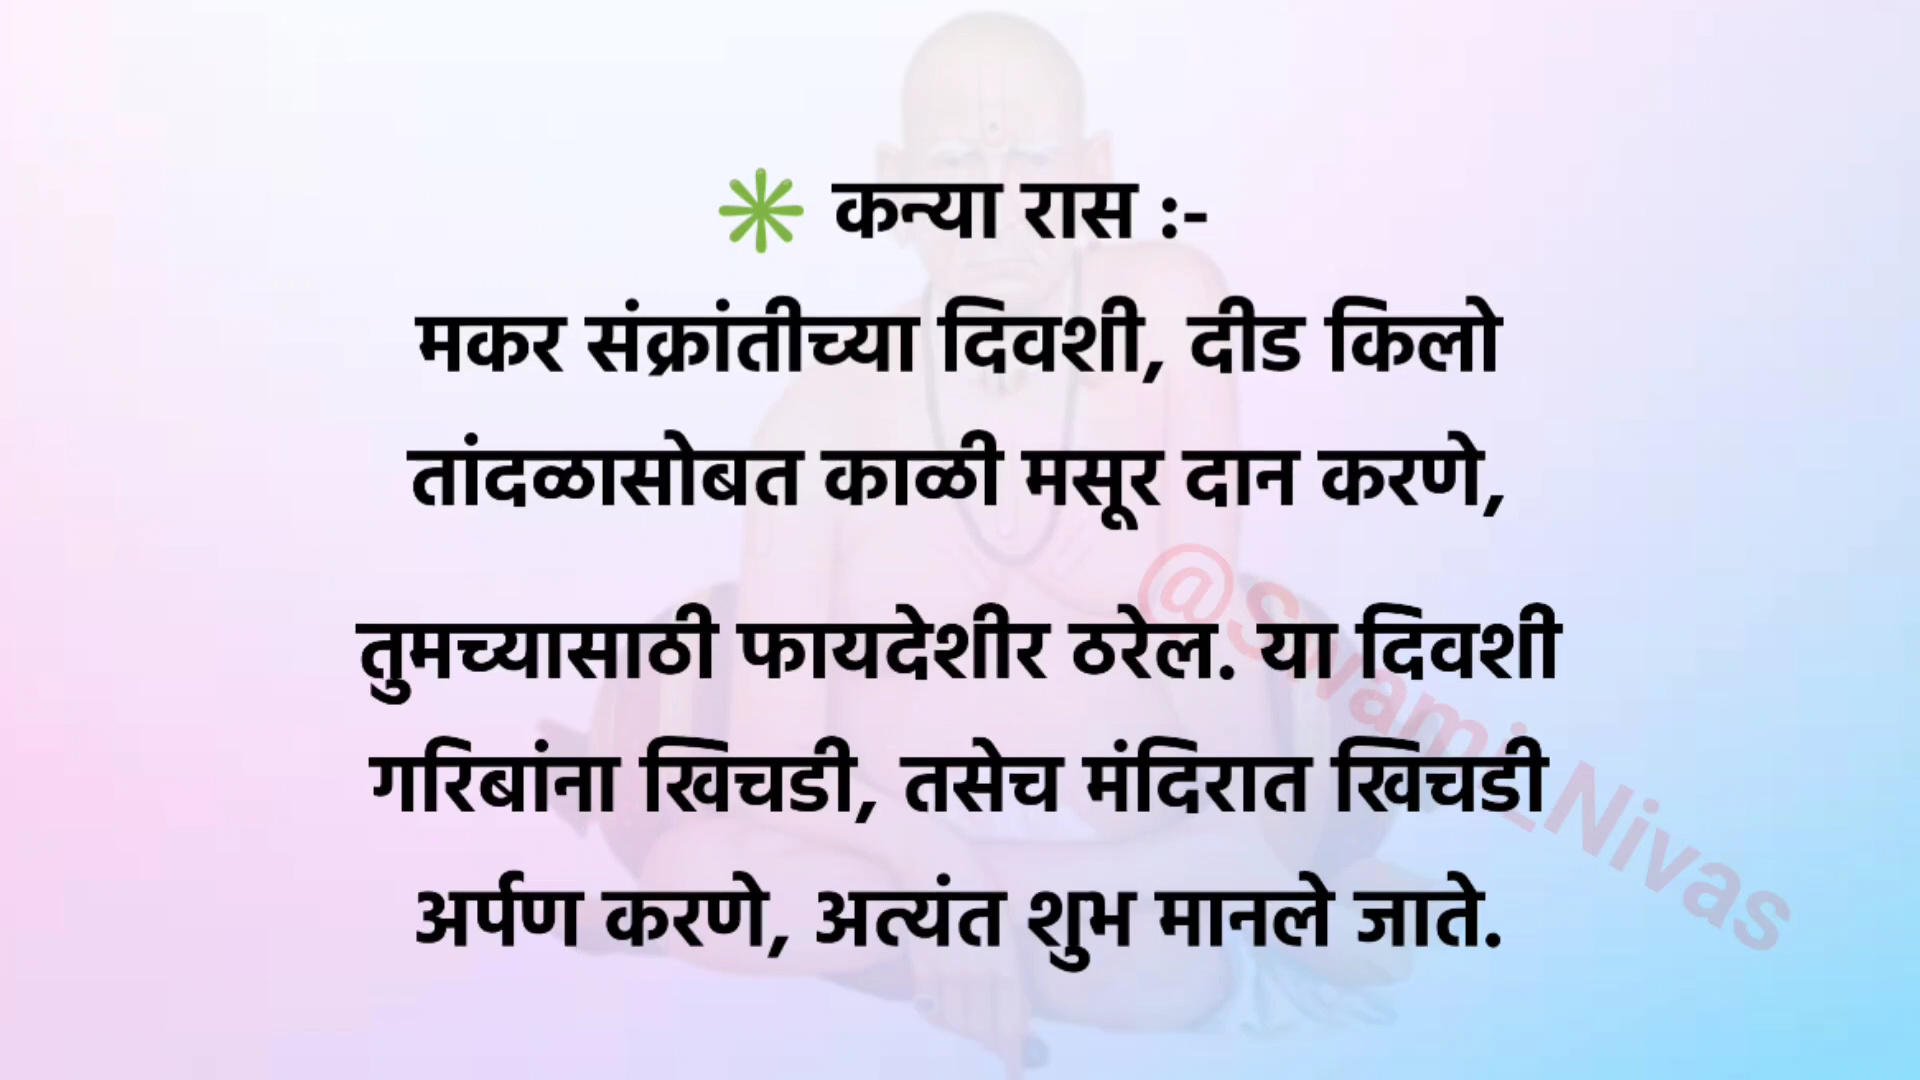 ✳️ कन्या रास :-
मकर संक्रांतीच्या दिवशी, दीड किलो
तांदळासोबत काळी मसूर दान करणे,
तुमच्यासाठी फायदेशीर ठरेल. या दिवशी
गरिबांना खिचडी, तसेच मंदिरात खिचडी
अर्पण करणे, अत्यंत शुभ मानले जाते.
@Swami_Nivas